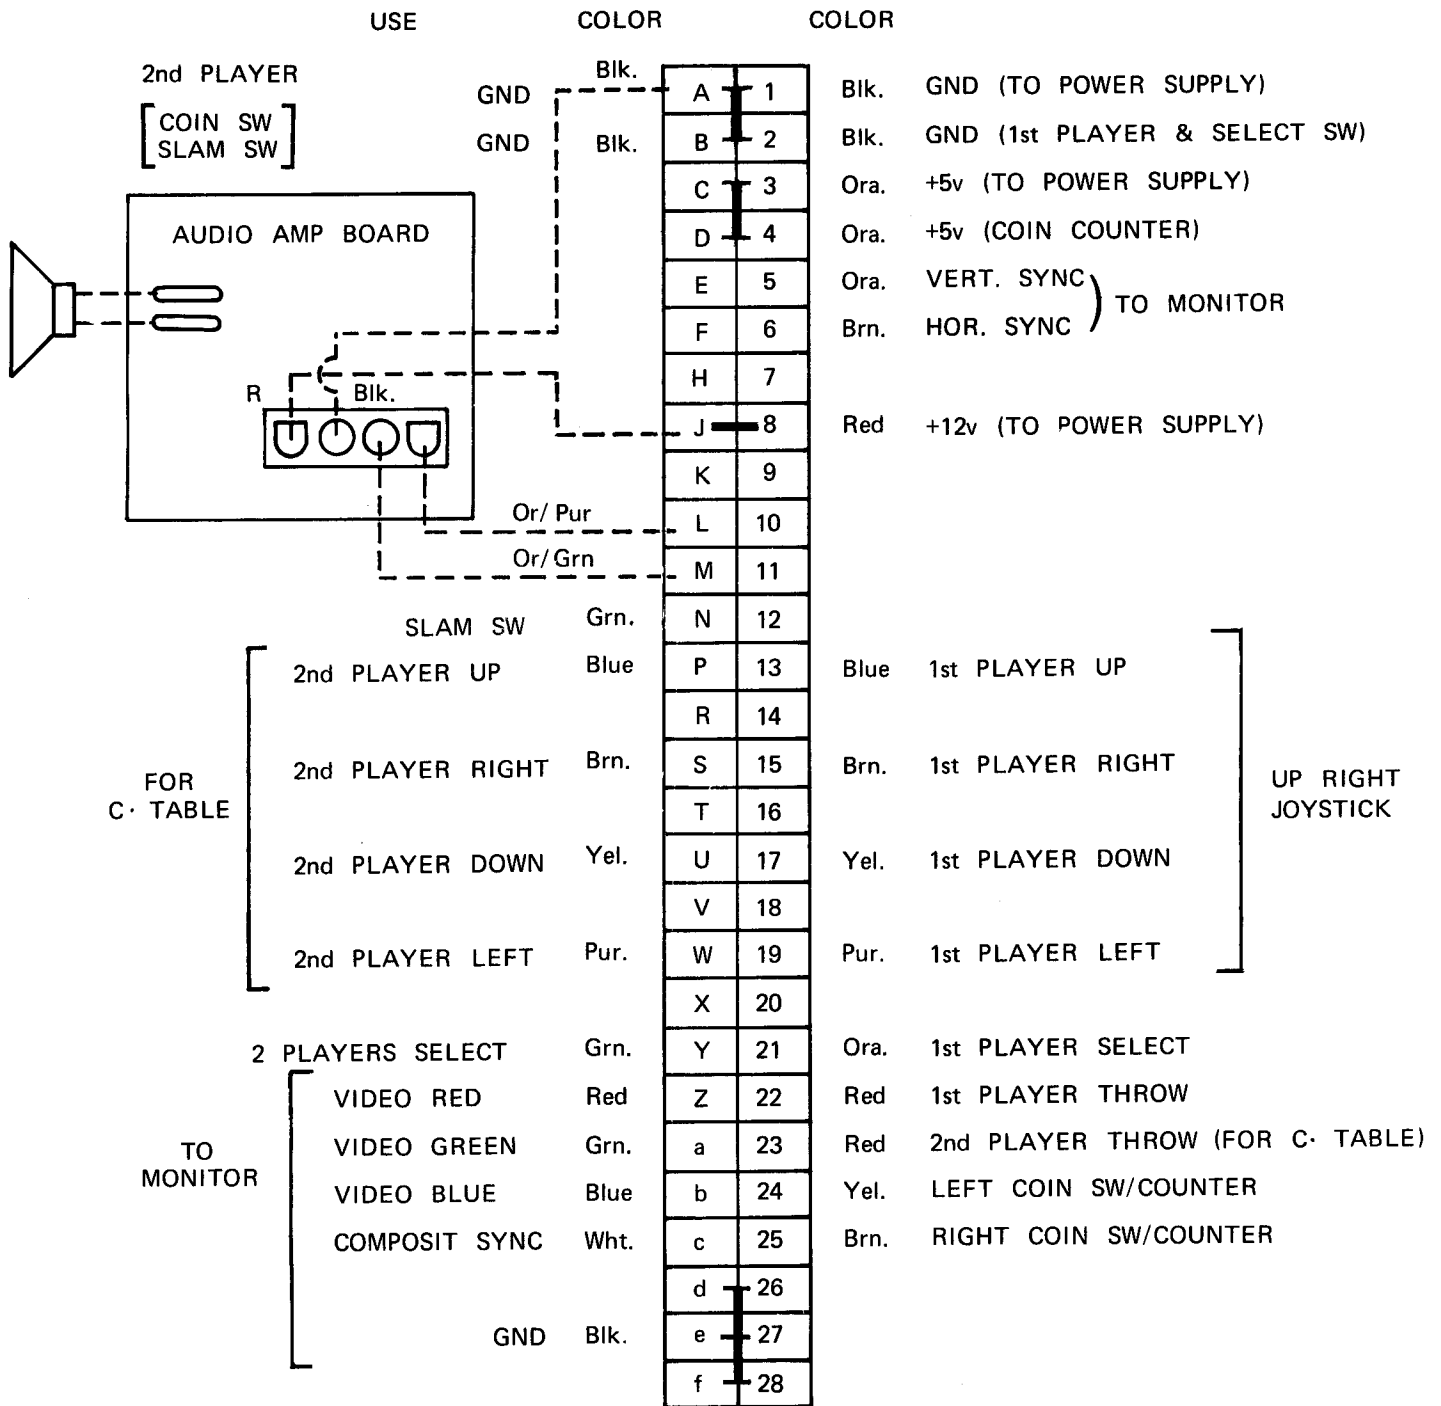 USE COLOR COLOR
2nd PLAYER
COIN SW
SLAM SW
AUDIO AMP BOARD
R Blk.
Or/Pur
Or/Grn
GND Blk. A 1 Blk. GND (TO POWER SUPPLY)
GND Blk. B 2 Blk. GND (1st PLAYER & SELECT SW)
C 3 Ora. +5v (TO POWER SUPPLY)
D 4 Ora. +5v (COIN COUNTER)
E 5 Ora. VERT. SYNC
TO MONITOR
F 6 Brn. HOR. SYNC
H 7
J 8 Red +12v (TO POWER SUPPLY)
K 9
L 10
M 11
SLAM SW Grn. N 12
2nd PLAYER UP Blue P 13 Blue 1st PLAYER UP
R 14
2nd PLAYER RIGHT Brn. S 15 Brn. 1st PLAYER RIGHT
FOR
C· TABLE
UP RIGHT
JOYSTICK
T 16
2nd PLAYER DOWN Yel. U 17 Yel. 1st PLAYER DOWN
V 18
2nd PLAYER LEFT Pur. W 19 Pur. 1st PLAYER LEFT
X 20
2 PLAYERS SELECT Grn. Y 21 Ora. 1st PLAYER SELECT
VIDEO RED Red Z 22 Red 1st PLAYER THROW
VIDEO GREEN Grn. a 23 Red 2nd PLAYER THROW (FOR C· TABLE)
TO
MONITOR
VIDEO BLUE Blue b 24 Yel. LEFT COIN SW/COUNTER
COMPOSIT SYNC Wht. c 25 Brn. RIGHT COIN SW/COUNTER
d 26
GND Blk. e 27
f 28